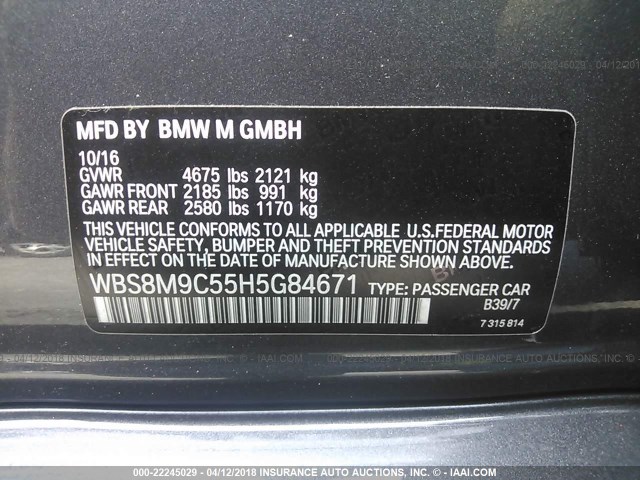 MFD BY BMW M GMBH
10/16
GVWR 4675 lbs 2121 kg
GAWR FRONT 2185 lbs 991 kg
GAWR REAR 2580 lbs 1170 kg
THIS VEHICLE CONFORMS TO ALL APPLICABLE U.S.FEDERAL MOTOR
VEHICLE SAFETY, BUMPER AND THEFT PREVENTION STANDARDS
IN EFFECT ON THE DATE OF MANUFACTURE SHOWN ABOVE.
WBS8M9C55H5G84671 TYPE: PASSENGER CAR
B39/7
7 315 814
000-22245029 - 04/12/2018 INSURANCE AUTO AUCTIONS, INC. - © - IAAI.COM